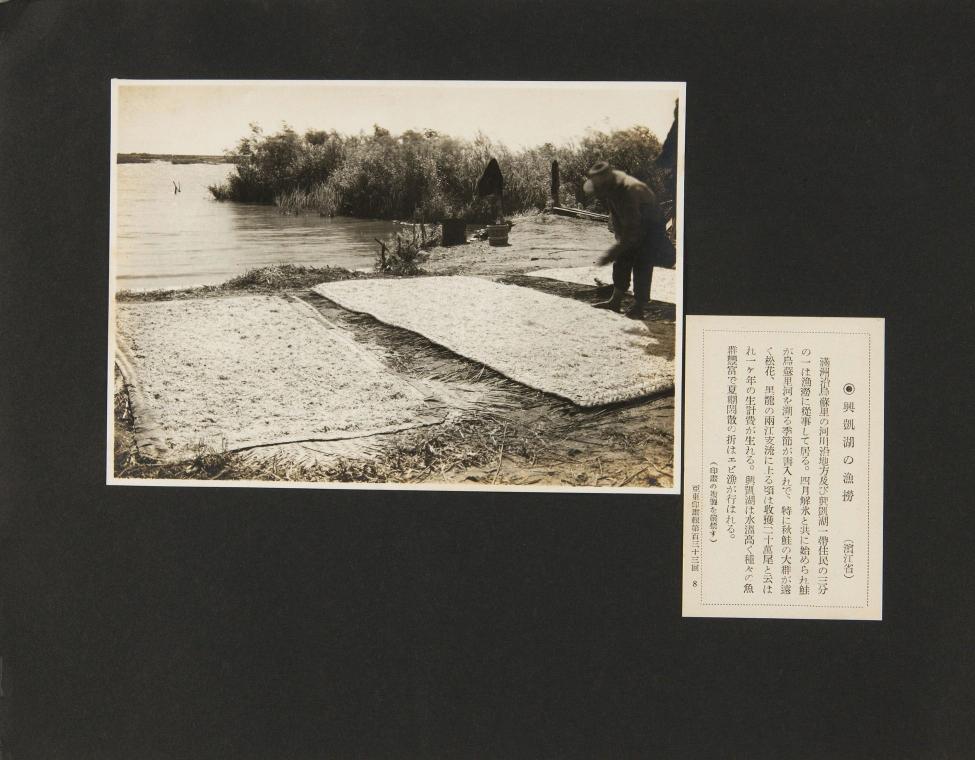 ◉ 興凱湖の漁撈 (濱江省)
滿洲沿烏蘇里の河川沿地方及び興凱湖一帶住民の三分
の一は漁撈に從事して居る。四月解氷と共に始められ鮭
が烏蘇里河を溯る季節が書入れで、特に秋鮭の大群が遠
く松花、黑龍の兩江支流に上る頃は收獲二十萬尾と云は
れ一ケ年の生計費が生れる。興凱湖は水溫高く種々の魚
群豐富で夏期閑散の折はエビ漁が行はれる。
(印畫の複製を嚴禁す)
亞東印畫輯第百三十三回 8